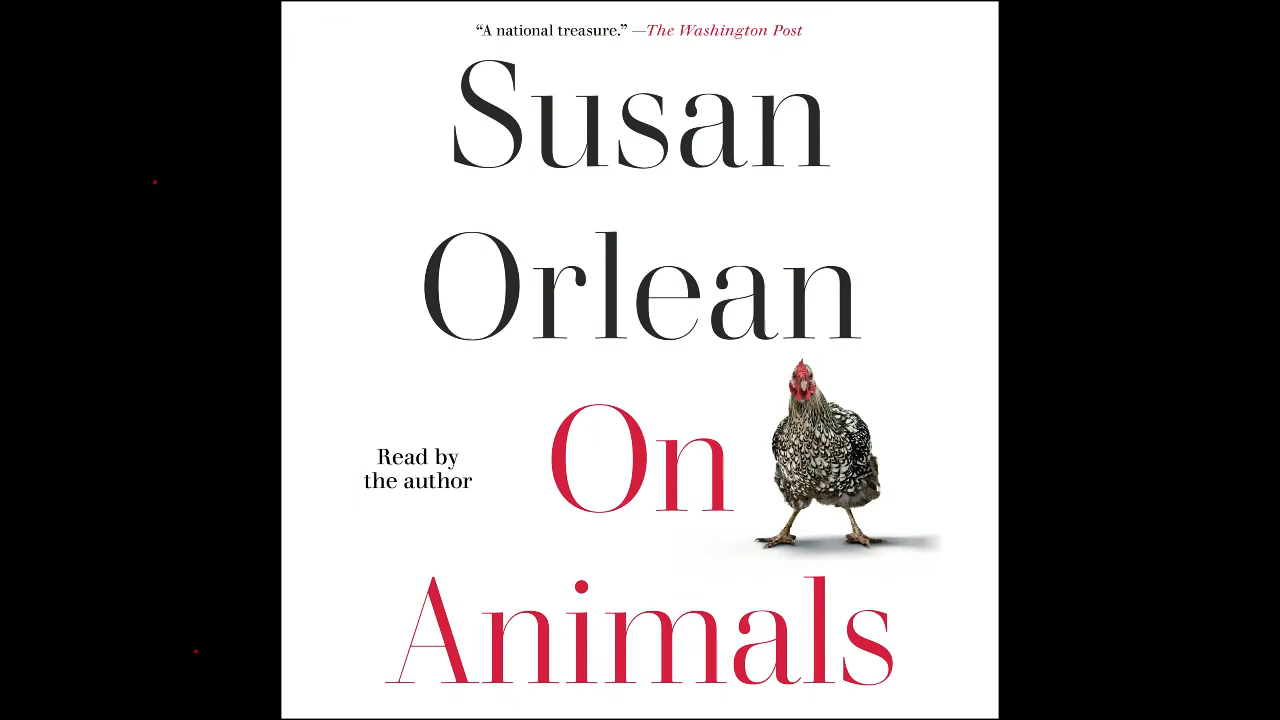 “A national treasure.” —The Washington Post
Susan
Orlean
On
Read by
the author
Animals